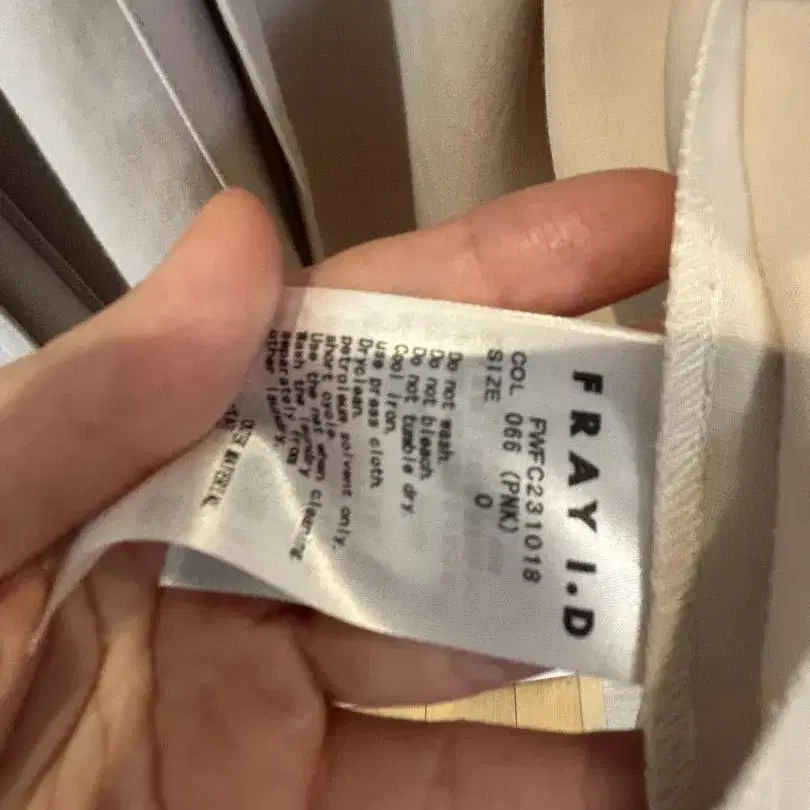 FRAY I.D
FWFC231018
COL 066 (PNK)
SIZE 0
Do not wash.
Do not bleach.
Do not tumble dry.
Cool iron.
use press cloth.
Dryclean.
petroleum solvent only.
short cycle.
Use the net when cleaning
Wash the laundry
separately from
other laundry.